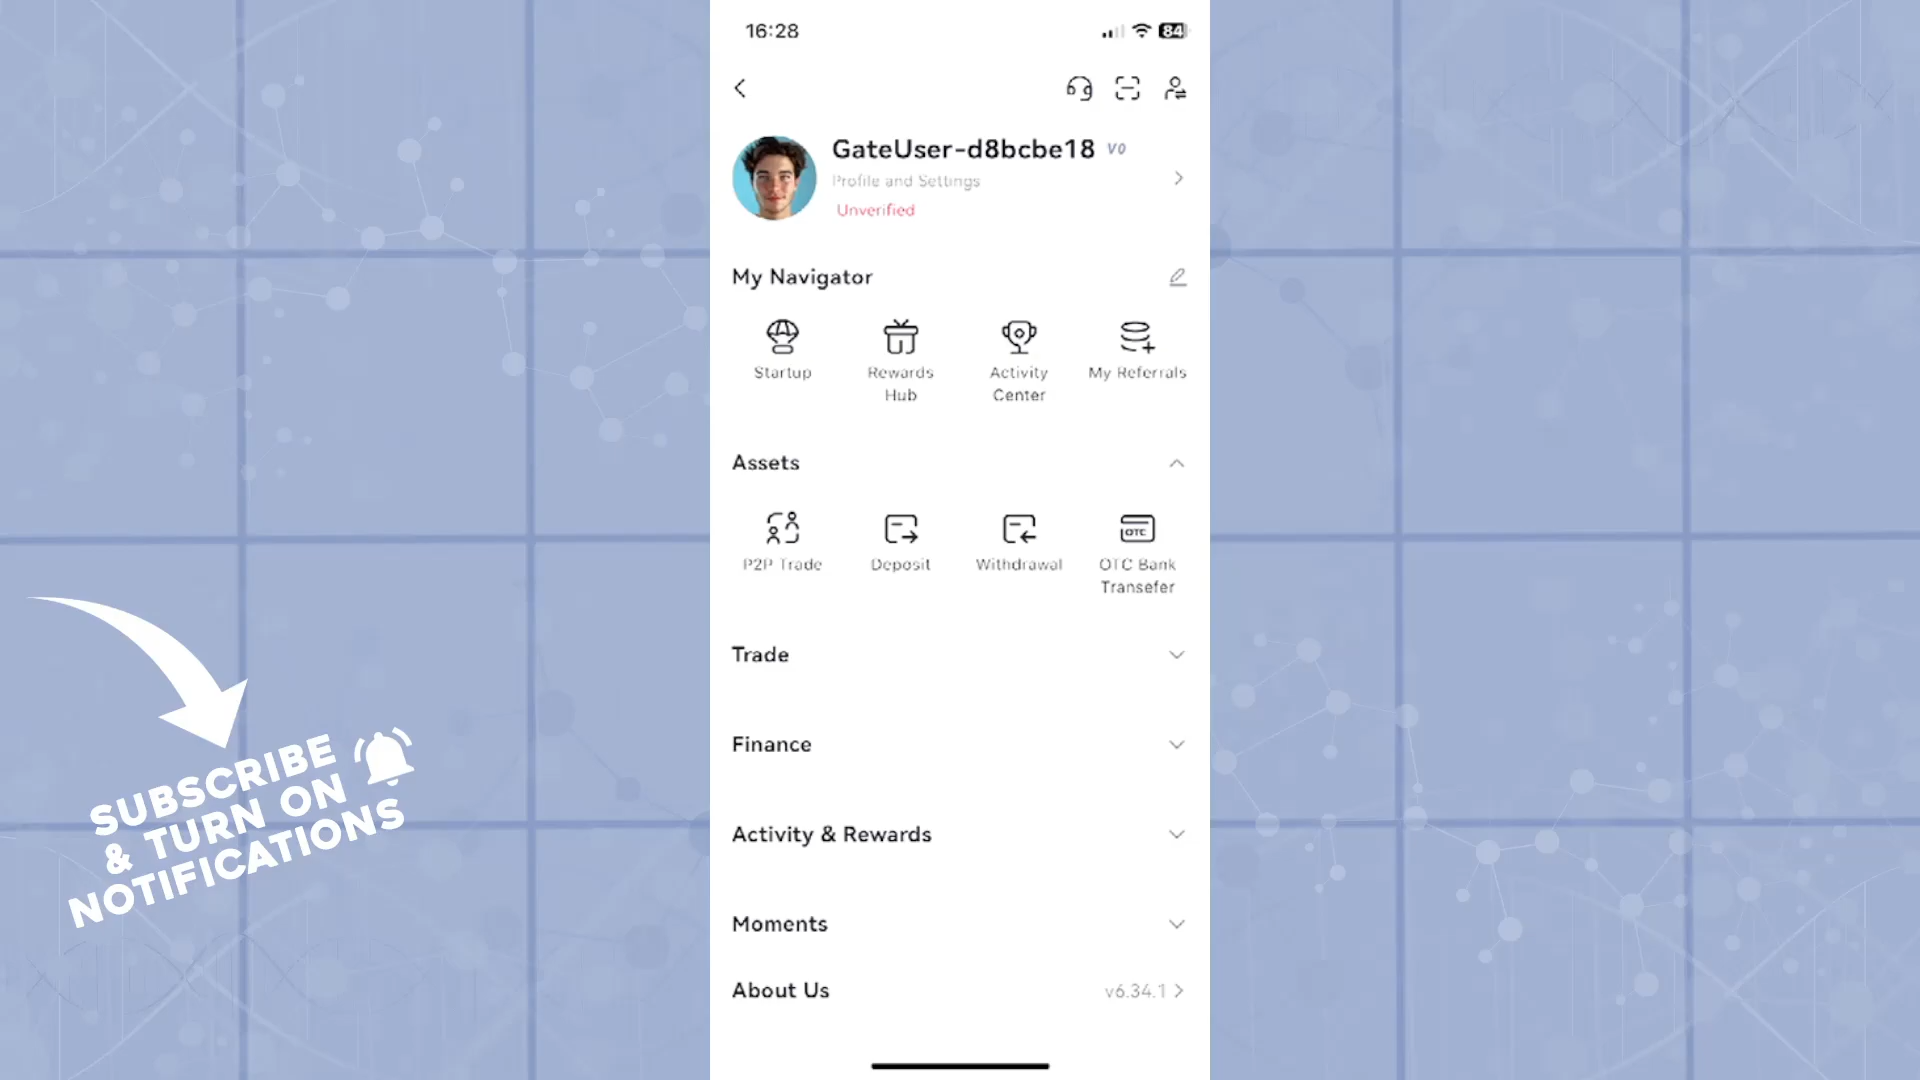 16:28
84
GateUser-d8bcbe18 V0
Profile and Settings
Unverified
My Navigator
Startup
Rewards
Hub
Activity
Center
My Referrals
Assets
P2P Trade
Deposit
Withdrawal
OTC
OTC Bank
Transefer
Trade
Finance
Activity & Rewards
Moments
About Us
v6.34.1
SUBSCRIBE
& TURN ON
NOTIFICATIONS